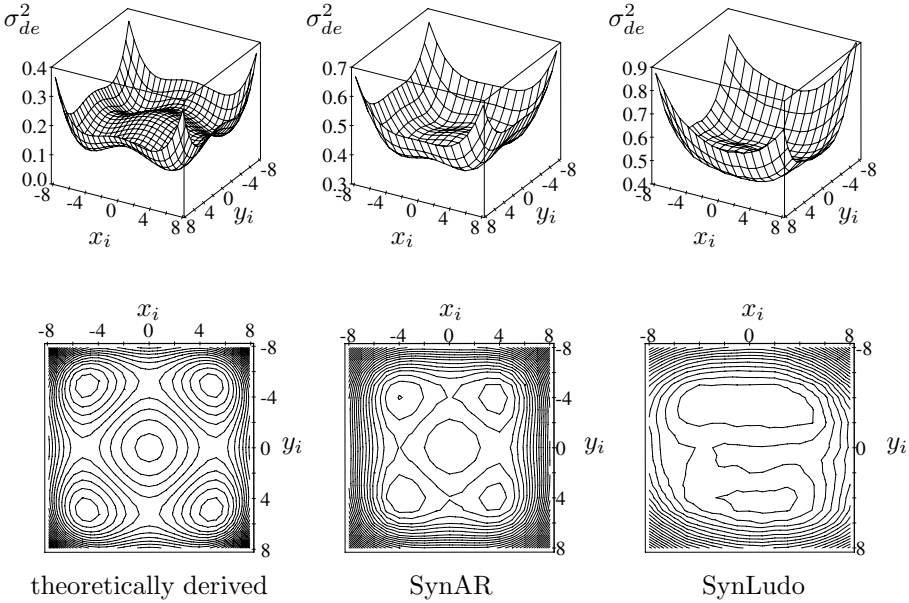 σ²de σ²de σ²de
0.4 0.7 0.9
0.3 0.6 0.8
0.2 0.5 0.7
0.1 0.4 0.6
0.0 0.3 0.5
0.4
-8 -4 0 4 8 8 4 0 -4 -8
xi yi
-8 -4 0 4 8 8 4 0 -4 -8
xi yi
-8 -4 0 4 8 8 4 0 -4 -8
xi yi
xi xi xi
-8 -4 0 4 8 -8 -4 0 4 8 -8 0 8
-8 -8 -8
-4 -4 -4
0 yi 0 yi 0 yi
4 4 4
8 8 8
theoretically derived SynAR SynLudo